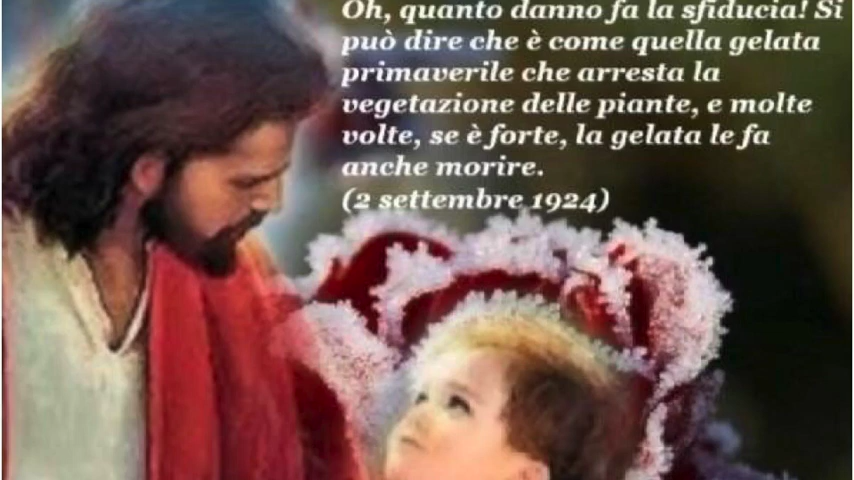 Oh, quanto danno fa la sfiducia! Si
può dire che è come quella gelata
primaverile che arresta la
vegetazione delle piante, e molte
volte, se è forte, la gelata le fa
anche morire.
(2 settembre 1924)